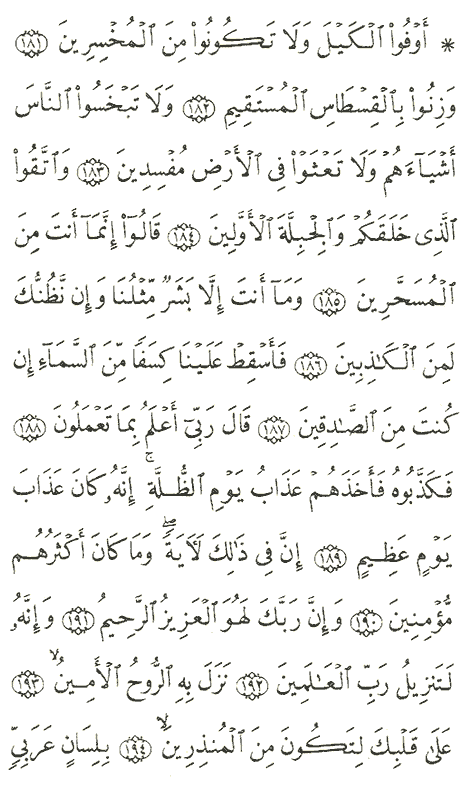 * أَوْفُوا۟ ٱلْكَيْلَ وَلَا تَكُونُوا۟ مِنَ ٱلْمُخْسِرِينَ ١٨١
وَزِنُوا۟ بِٱلْقِسْطَاسِ ٱلْمُسْتَقِيمِ ١٨٢ وَلَا تَبْخَسُوا۟ ٱلنَّاسَ
أَشْيَآءَهُمْ وَلَا تَعْثَوْا۟ فِى ٱلْأَرْضِ مُفْسِدِينَ ١٨٣ وَٱتَّقُوا۟
ٱلَّذِى خَلَقَكُمْ وَٱلْجِبِلَّةَ ٱلْأَوَّلِينَ ١٨٤ قَالُوٓا۟ إِنَّمَآ أَنتَ مِنَ
ٱلْمُسَحَّرِينَ ١٨٥ وَمَآ أَنتَ إِلَّا بَشَرٌ مِّثْلُنَا وَإِن نَّظُنُّكَ
لَمِنَ ٱلْكَـٰذِبِينَ ١٨٦ فَأَسْقِطْ عَلَيْنَا كِسَفًا مِّنَ ٱلسَّمَآءِ إِن
كُنتَ مِنَ ٱلصَّـٰدِقِينَ ١٨٧ قَالَ رَبِّىٓ أَعْلَمُ بِمَا تَعْمَلُونَ ١٨٨
فَكَذَّبُوهُ فَأَخَذَهُمْ عَذَابُ يَوْمِ ٱلظُّلَّةِ ۚ إِنَّهُۥ كَانَ عَذَابَ
يَوْمٍ عَظِيمٍ ١٨٩ إِنَّ فِى ذَٰلِكَ لَـَٔايَةً ۖ وَمَا كَانَ أَكْثَرُهُم
مُّؤْمِنِينَ ١٩٠ وَإِنَّ رَبَّكَ لَهُوَ ٱلْعَزِيزُ ٱلرَّحِيمُ ١٩١ وَإِنَّهُۥ
لَتَنزِيلُ رَبِّ ٱلْعَـٰلَمِينَ ١٩٢ نَزَلَ بِهِ ٱلرُّوحُ ٱلْأَمِينُ ۙ ١٩٣
عَلَىٰ قَلْبِكَ لِتَكُونَ مِنَ ٱلْمُنذِرِينَ ۙ ١٩٤ بِلِسَانٍ عَرَبِىٍّ